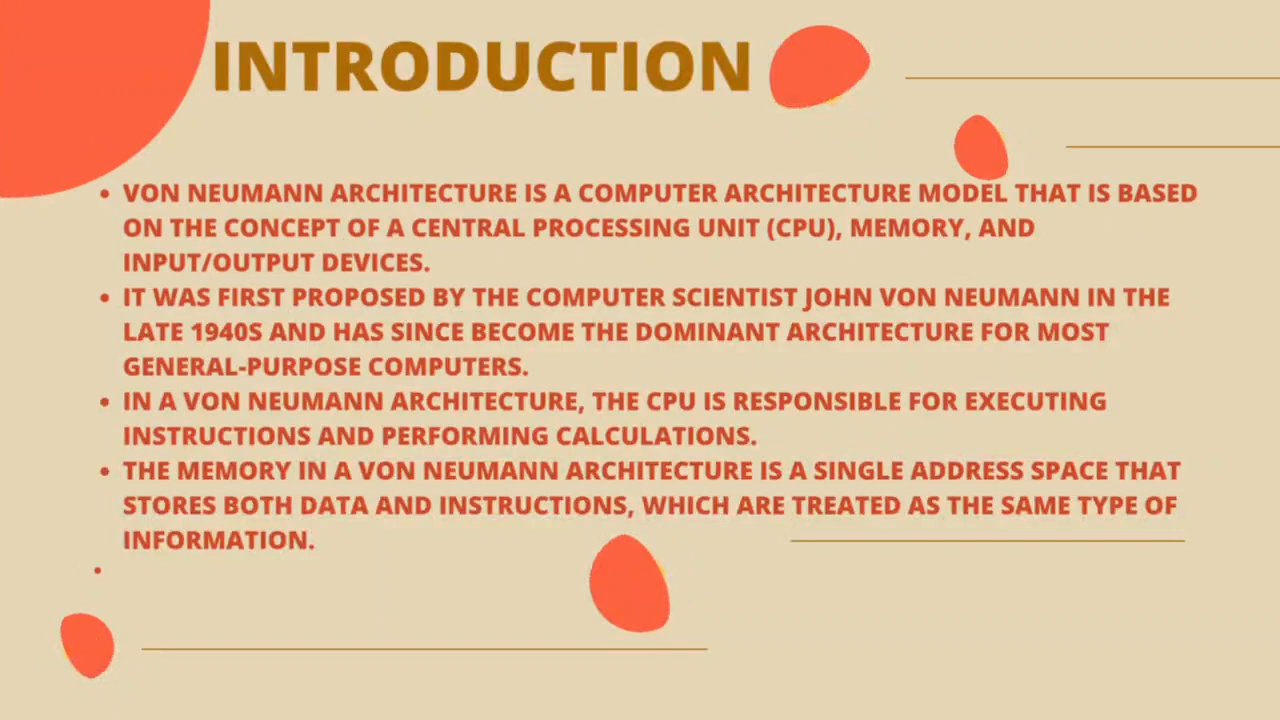 INTRODUCTION
• VON NEUMANN ARCHITECTURE IS A COMPUTER ARCHITECTURE MODEL THAT IS BASED
ON THE CONCEPT OF A CENTRAL PROCESSING UNIT (CPU), MEMORY, AND
INPUT/OUTPUT DEVICES.
• IT WAS FIRST PROPOSED BY THE COMPUTER SCIENTIST JOHN VON NEUMANN IN THE
LATE 1940S AND HAS SINCE BECOME THE DOMINANT ARCHITECTURE FOR MOST
GENERAL-PURPOSE COMPUTERS.
• IN A VON NEUMANN ARCHITECTURE, THE CPU IS RESPONSIBLE FOR EXECUTING
INSTRUCTIONS AND PERFORMING CALCULATIONS.
• THE MEMORY IN A VON NEUMANN ARCHITECTURE IS A SINGLE ADDRESS SPACE THAT
STORES BOTH DATA AND INSTRUCTIONS, WHICH ARE TREATED AS THE SAME TYPE OF
INFORMATION.
•